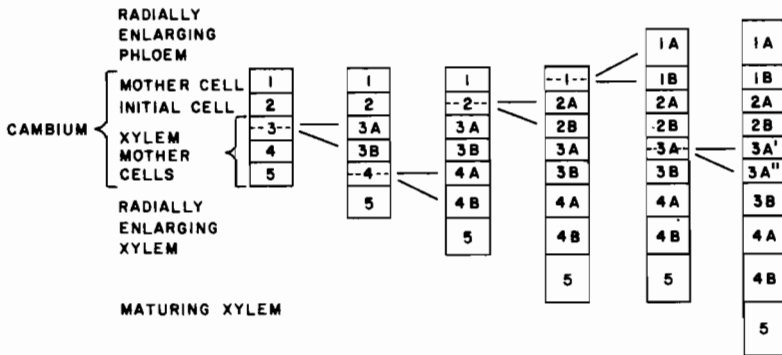 RADIALLY
ENLARGING
PHLOEM
1A 1A
MOTHER CELL 1 1 1 --1-- 1B 1B
INITIAL CELL 2 2 --2-- 2A 2A 2A
CAMBIUM XYLEM --3-- 3A 3A 2B 2B 2B
MOTHER 4 3B 3B 3A -3A- 3A'
CELLS 5 --4-- 4A 3B 3B 3A"
RADIALLY 5 4B 4A 4A 3B
ENLARGING 5 4B 4B 4A
XYLEM
5 5 4B
MATURING XYLEM
5